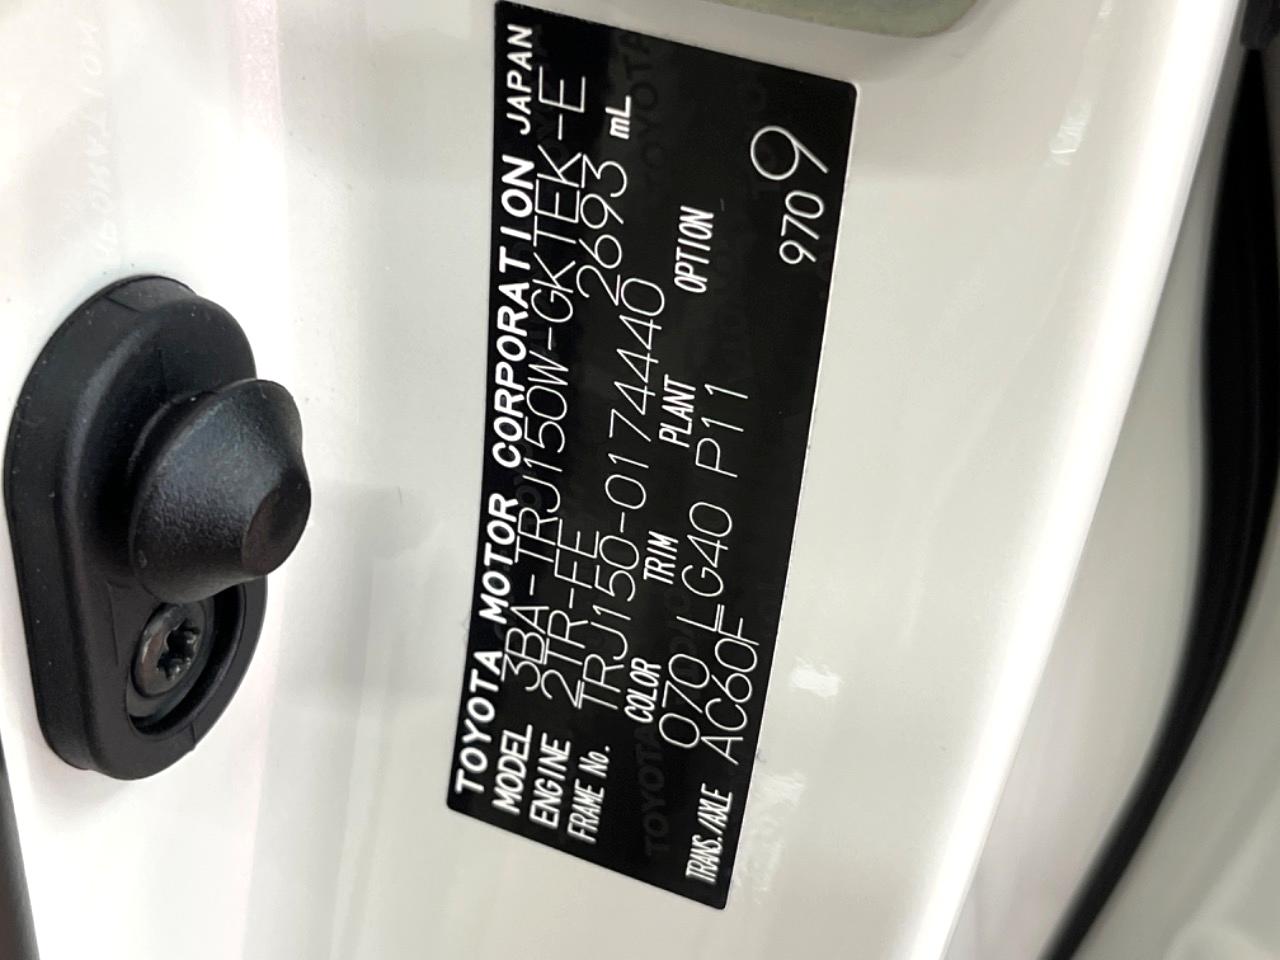 TOYOTA MOTOR CORPORATION JAPAN
MODEL 3BA-TRJ150W-GKTEK-E
ENGINE 2TR-FE 2693 mL
FRAME No. TRJ150-0174440
COLOR TRIM PLANT OPTION
070 LG40 P11
TRANS./AXLE AC60F
9709